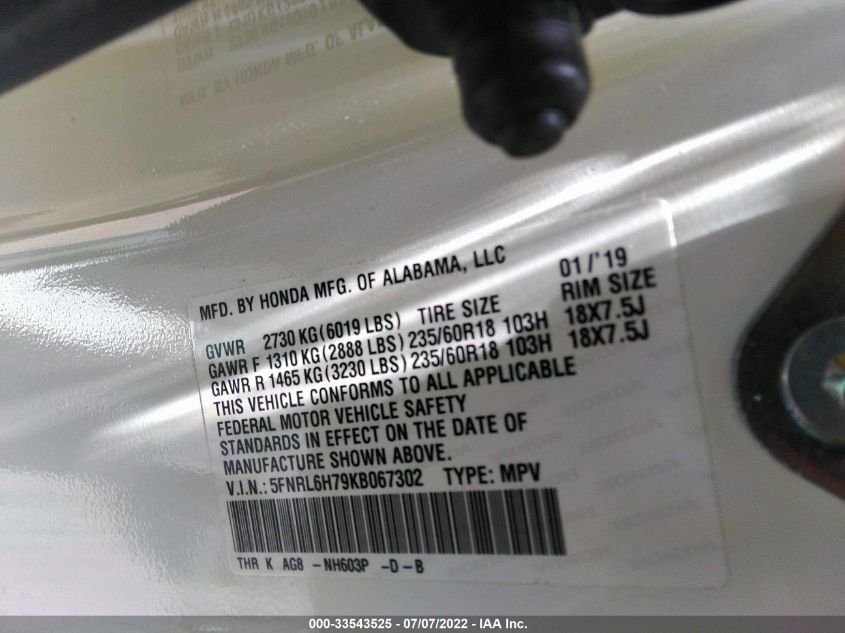 MFD. BY HONDA MFG. OF ALABAMA, LLC 01/'19
GVWR 2730 KG(6019 LBS) TIRE SIZE RIM SIZE
GAWR F 1310 KG(2888 LBS) 235/60R18 103H 18X7.5J
GAWR R 1465 KG(3230 LBS) 235/60R18 103H 18X7.5J
THIS VEHICLE CONFORMS TO ALL APPLICABLE
FEDERAL MOTOR VEHICLE SAFETY
STANDARDS IN EFFECT ON THE DATE OF
MANUFACTURE SHOWN ABOVE.
V.I.N.: 5FNRL6H79KB067302 TYPE: MPV
THR K AG8 -NH603P -D-B
000-33543525 - 07/07/2022 - IAA Inc.